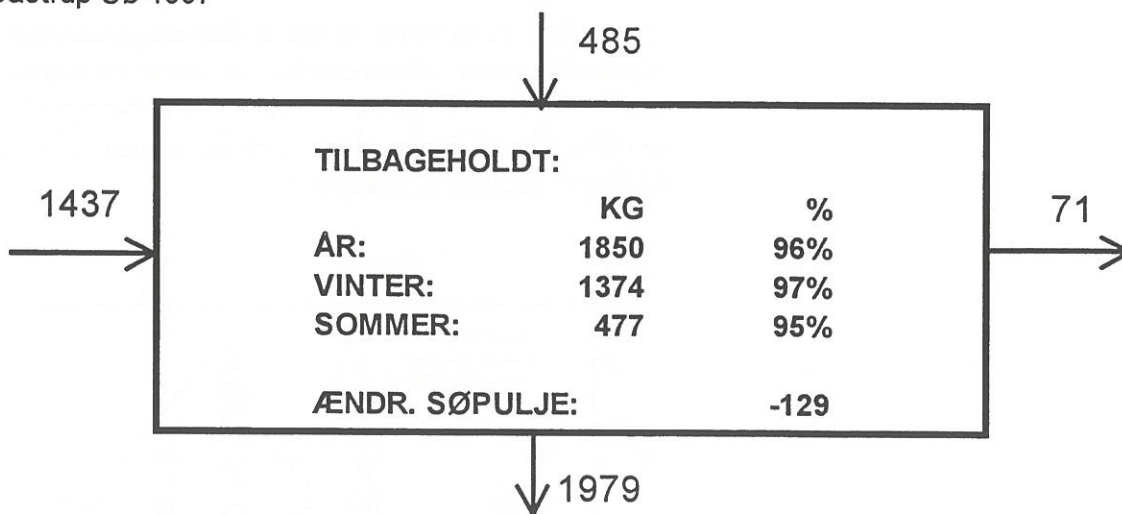 485
TILBAGEHOLDT:
1437
KG %
71
ÅR: 1850 96%
VINTER: 1374 97%
SOMMER: 477 95%
ÆNDR. SØPULJE: -129
1979